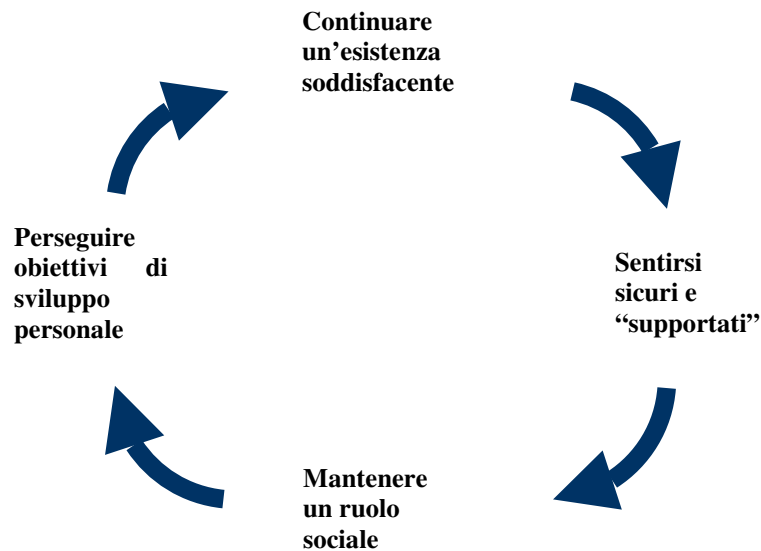 Continuare
un’esistenza
soddisfacente
Sentirsi
sicuri e
“supportati”
Mantenere
un ruolo
sociale
Perseguire
obiettivi di
sviluppo
personale